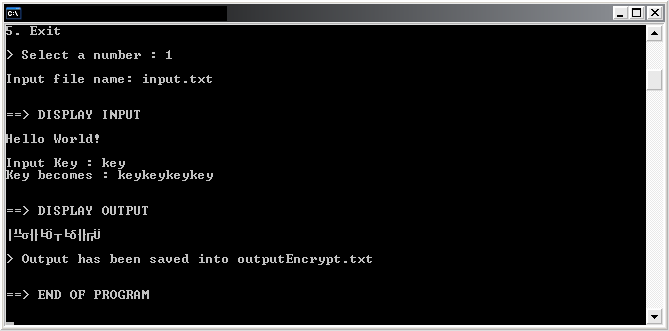 C:\
5. Exit
> Select a number : 1
Input file name: input.txt
==> DISPLAY INPUT
Hello World!
Input Key : key
Key becomes : keykeykeykey
==> DISPLAY OUTPUT
│╩σ╫╘Ö┬╘δ╫╔Ü
> Output has been saved into outputEncrypt.txt
==> END OF PROGRAM